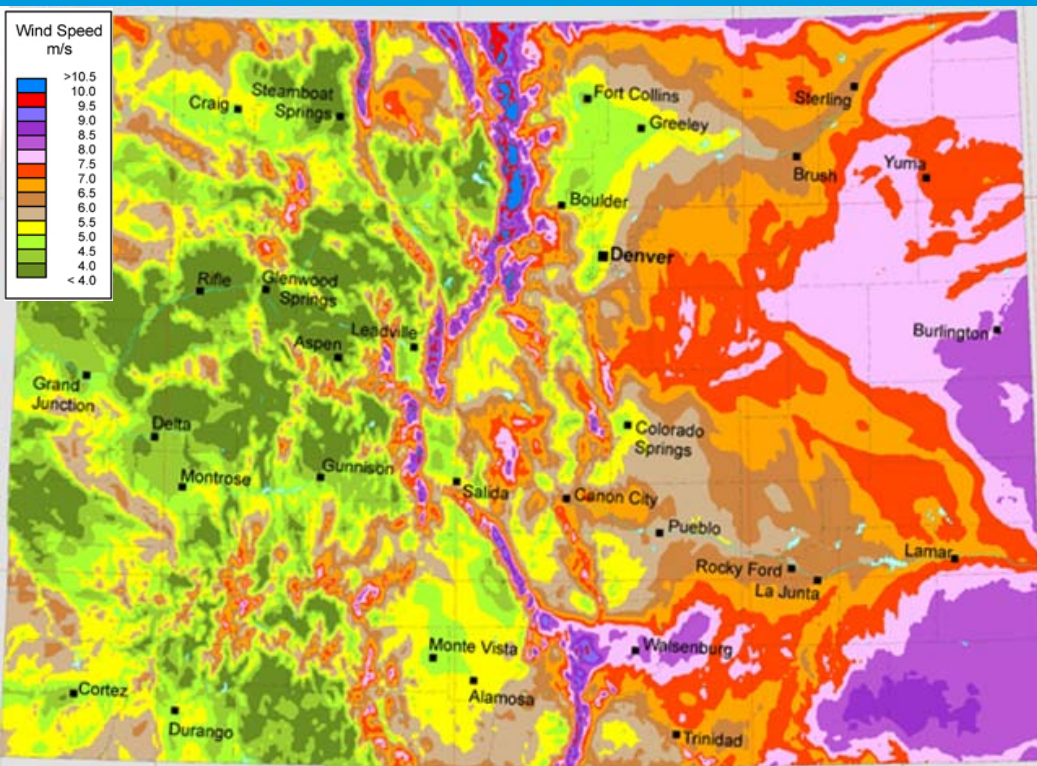 Wind Speed
m/s
>10.5
10.0
9.5
9.0
8.5
8.0
7.5
7.0
6.5
6.0
5.5
5.0
4.5
4.0
< 4.0
Craig
Steamboat
Springs
Fort Collins
Greeley
Sterling
Brush
Yuma
Boulder
Denver
Rifle
Glenwood
Springs
Leadville
Aspen
Burlington
Grand
Junction
Delta
Montrose
Gunnison
Salida
Colorado
Springs
Canon City
Pueblo
Rocky Ford
La Junta
Lamar
Monte Vista
Alamosa
Walsenburg
Cortez
Durango
Trinidad